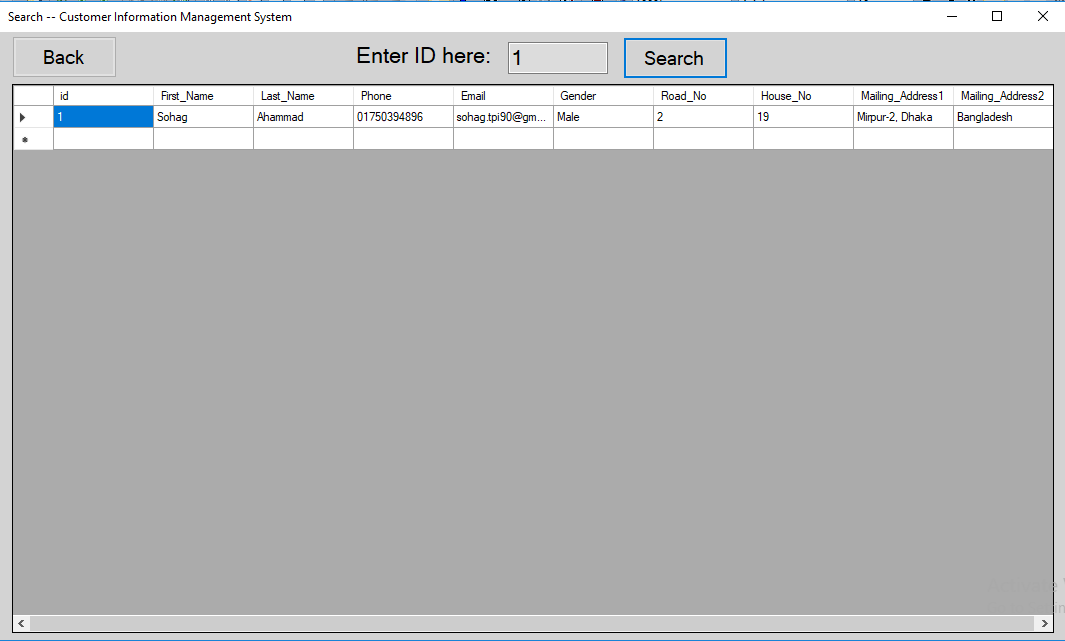 Search -- Customer Information Management System
Back Enter ID here: 1 Search
id First_Name Last_Name Phone Email Gender Road_No House_No Mailing_Address1 Mailing_Address2
1 Sohag Ahammad 01750394896 sohag.tpi90@gm... Male 2 19 Mirpur-2, Dhaka Bangladesh